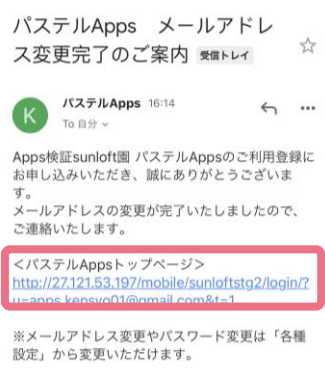 パステルApps メールアドレ
ス変更完了のご案内 受信トレイ
K
パステルApps 16:14
To 自分
Apps検証sunloft園 パステルAppsのご利用登録に
お申し込みいただき、誠にありがとうございま
す。
メールアドレスの変更が完了いたしましたので、
ご連絡いたします。
＜パステルAppsトップページ＞
http://27.121.53.197/mobile/sunloftstg2/login/?
u=apps.kensyo01@gmail.com&t=1
※メールアドレス変更やパスワード変更は「各種
設定」から変更いただけます。